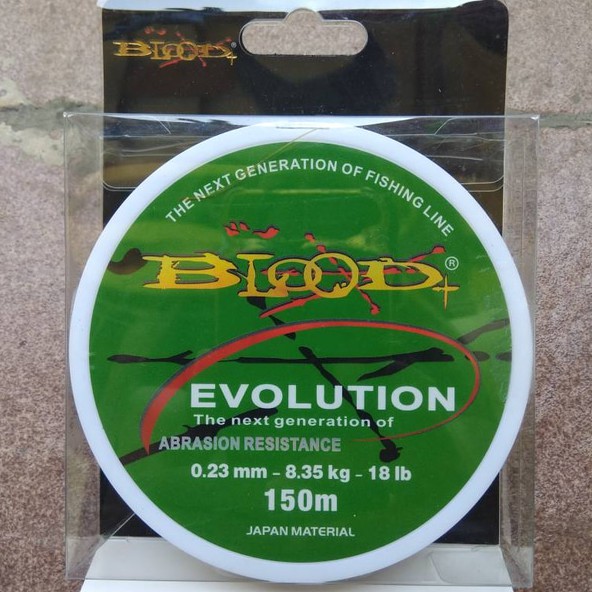 BLOOD+®
THE NEXT GENERATION OF FISHING LINE
BLOOD+®
EVOLUTION
The next generation of
ABRASION RESISTANCE
0.23 mm - 8.35 kg - 18 lb
150m
JAPAN MATERIAL